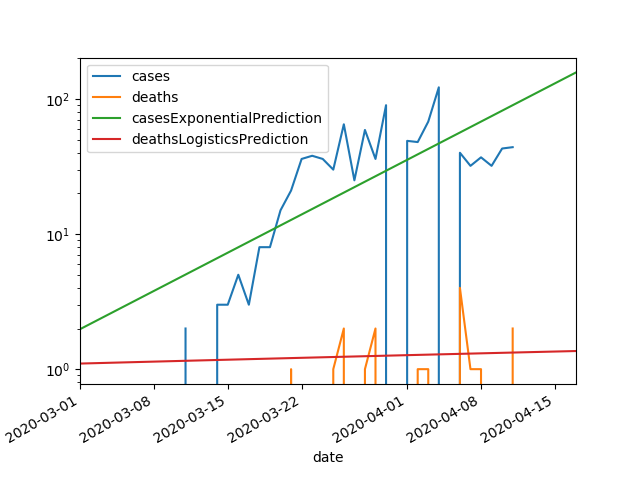 cases
deaths
casesExponentialPrediction
deathsLogisticsPrediction
10²
10¹
10⁰
2020-03-01
2020-03-08
2020-03-15
2020-03-22
2020-04-01
2020-04-08
2020-04-15
date